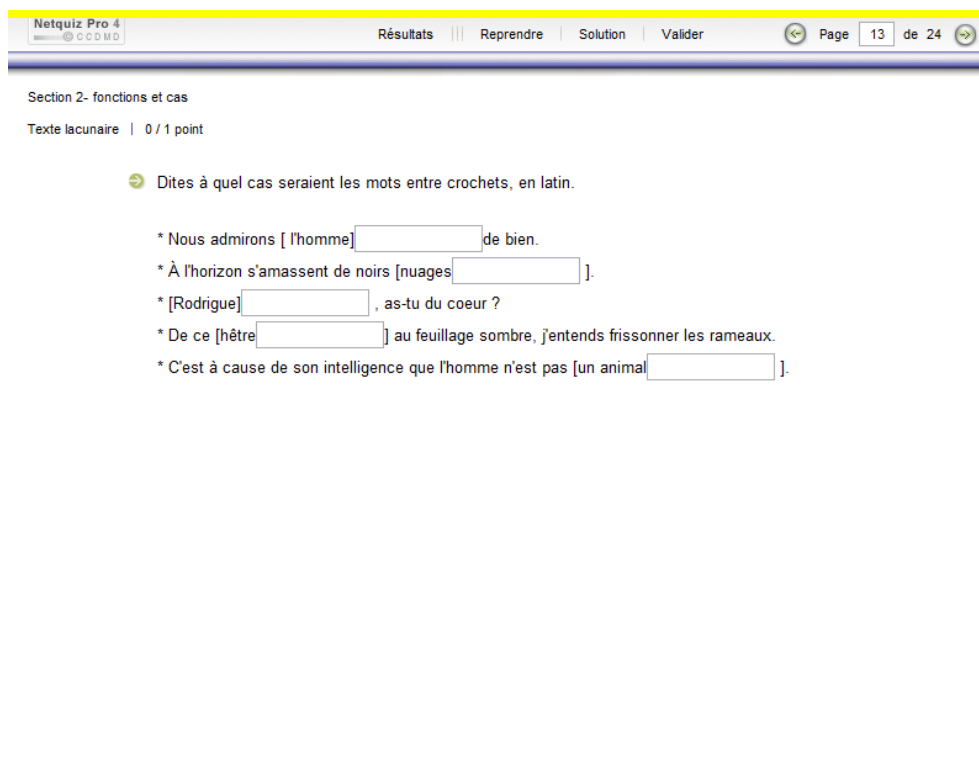 Netquiz Pro 4
© CCDMD
Résultats ||| Reprendre | Solution | Valider Page 13 de 24
Section 2- fonctions et cas
Texte lacunaire | 0 / 1 point
Dites à quel cas seraient les mots entre crochets, en latin.
* Nous admirons [ l'homme] de bien.
* À l'horizon s'amassent de noirs [nuages ].
* [Rodrigue] , as-tu du coeur ?
* De ce [hêtre ] au feuillage sombre, j'entends frissonner les rameaux.
* C'est à cause de son intelligence que l'homme n'est pas [un animal ].